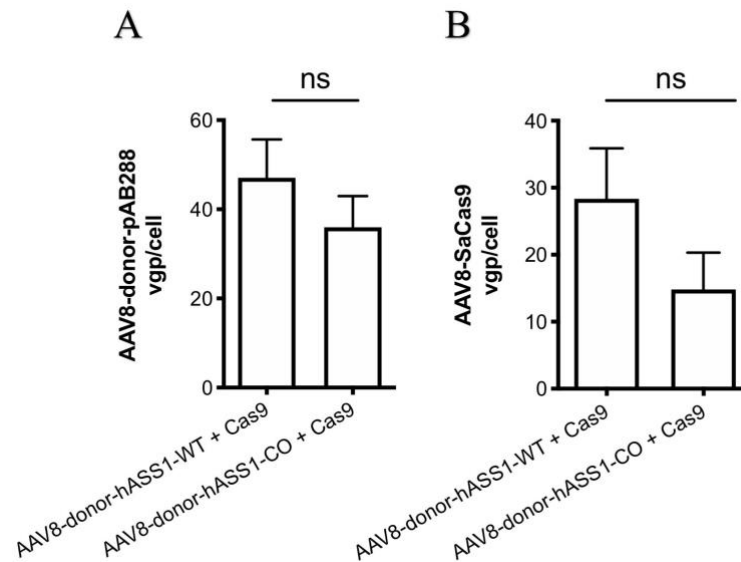 A
ns
AAV8-donor-pAB288
vgp/cell
60
40
20
0
AAV8-donor-hASS1-WT + Cas9
AAV8-donor-hASS1-CO + Cas9
B
ns
AAV8-SaCas9
vgp/cell
40
30
20
10
0
AAV8-donor-hASS1-WT + Cas9
AAV8-donor-hASS1-CO + Cas9